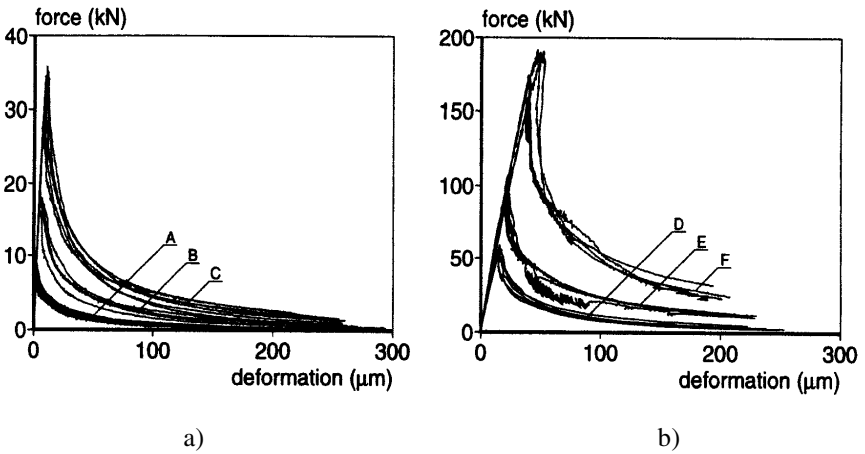 force (kN)
40
30
20
10
0
A
B
C
0
100
200
300
deformation (μm)
a)
force (kN)
200
150
100
50
0
D
E
F
0
100
200
300
deformation (μm)
b)